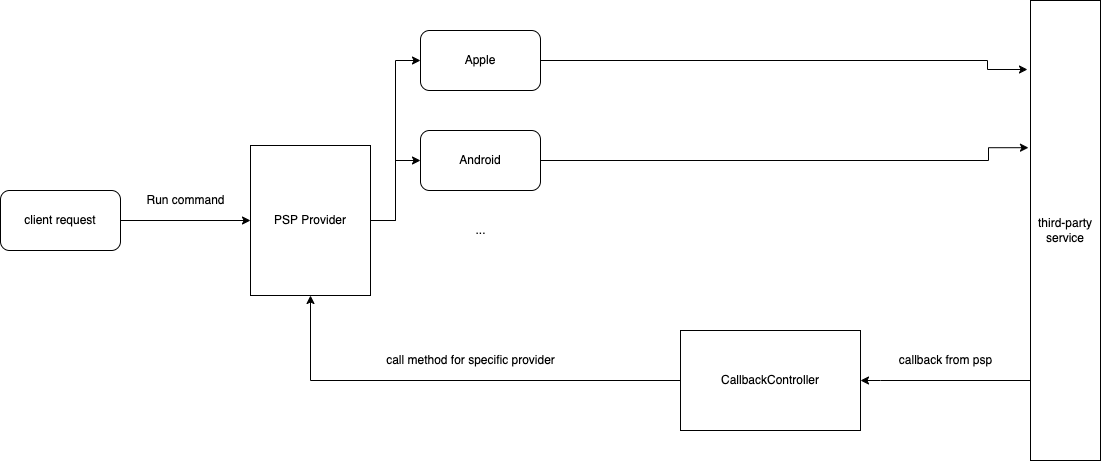 Apple
Android
Run command
client request
PSP Provider
...
third-party
service
call method for specific provider
callback from psp
CallbackController